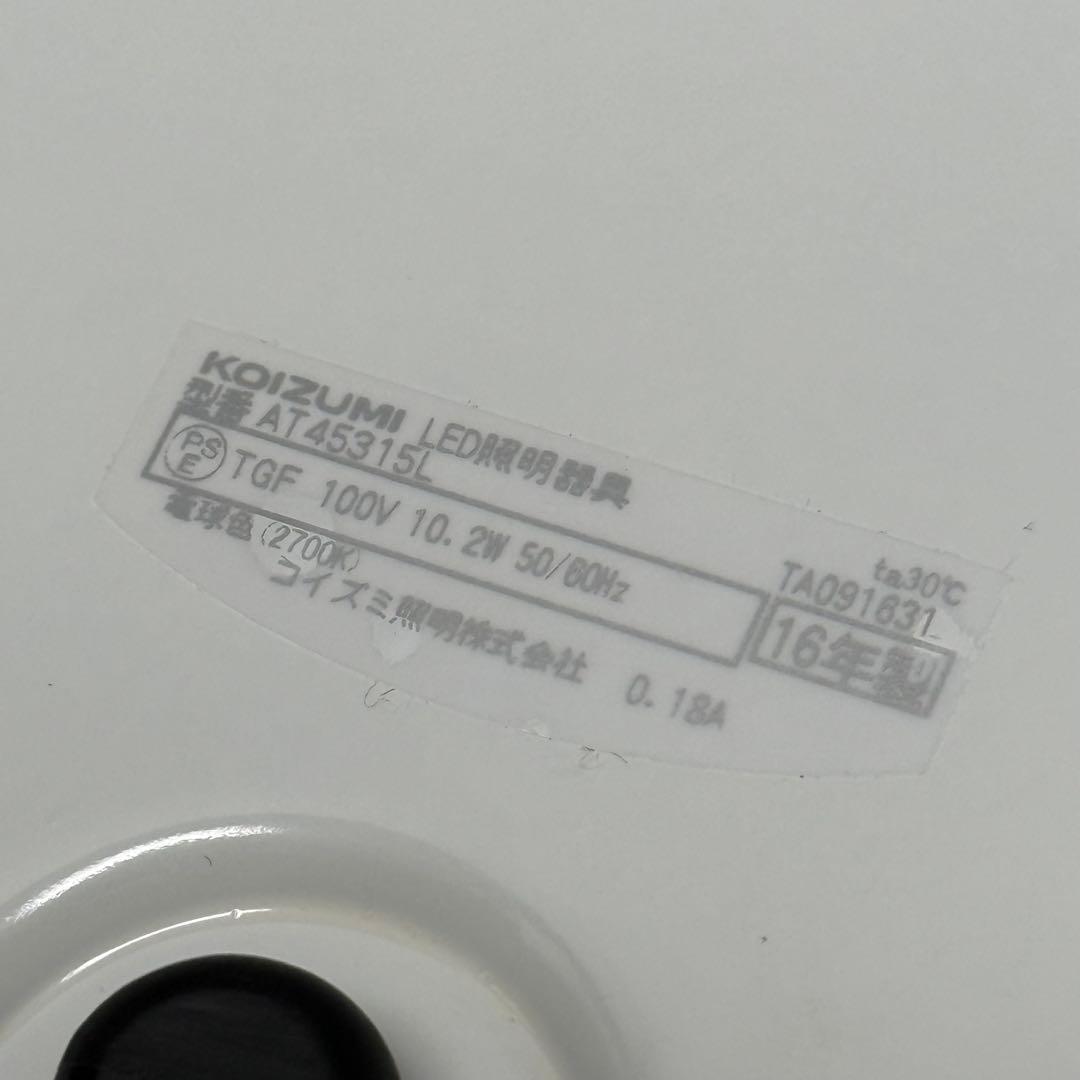 KOIZUMI LED照明器具
型番 AT45315L
PSE TGF 100V 10.2W 50/60Hz
電球色(2700K)
コイズミ照明株式会社 0.18A
ta30℃
TA091631
16年製